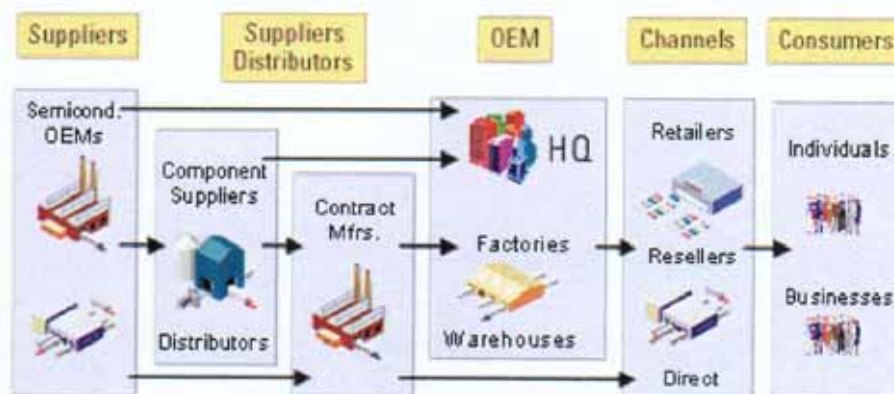 Suppliers
Suppliers
Distributors
OEM
Channels
Consumers
Semicond.
OEMs
Component
Suppliers
Distributors
Contract
Mfrs.
HQ
Factories
Warehouses
Retailers
Resellers
Direct
Individuals
Businesses